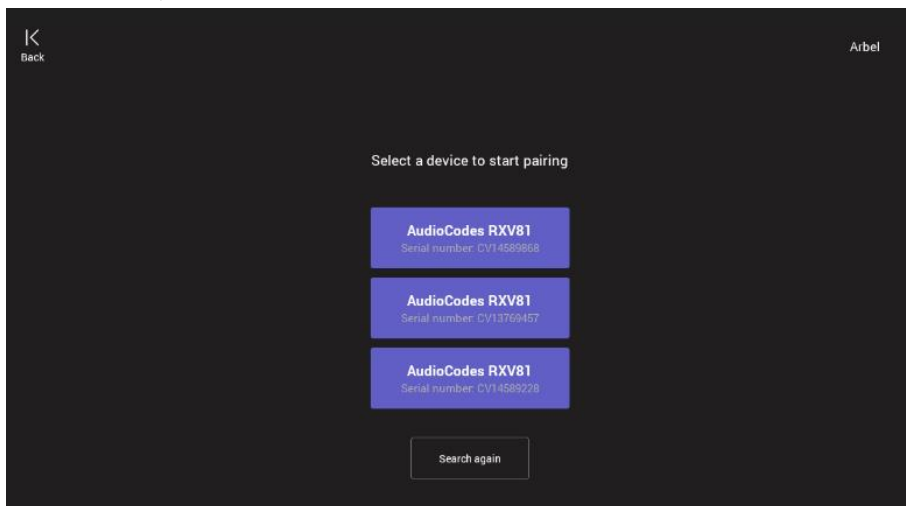 Back
Arbel
Select a device to start pairing
AudioCodes RXV81
Serial number: CV14589868
AudioCodes RXV81
Serial number: CV13769457
AudioCodes RXV81
Serial number: CV14589228
Search again